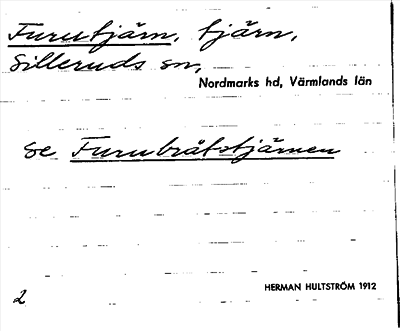 Furutjärn, tjärn,
Silleruds sn,
Nordmarks hd, Värmlands län
se Furubråtstjärnen
HERMAN HULTSTRÖM 1912
2